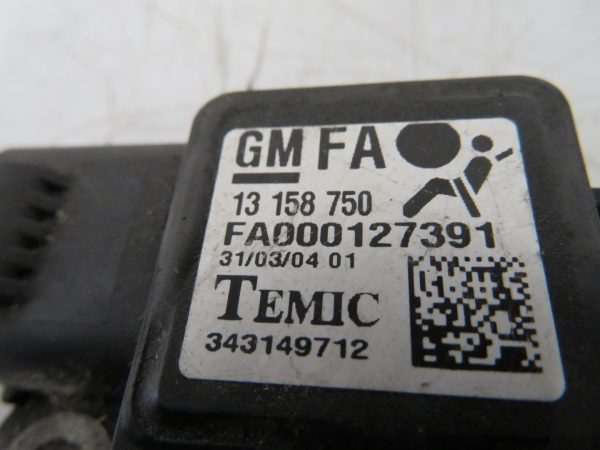 GM FA
13 158 750
FA000127391
31/03/04 01
TEMIC
343149712